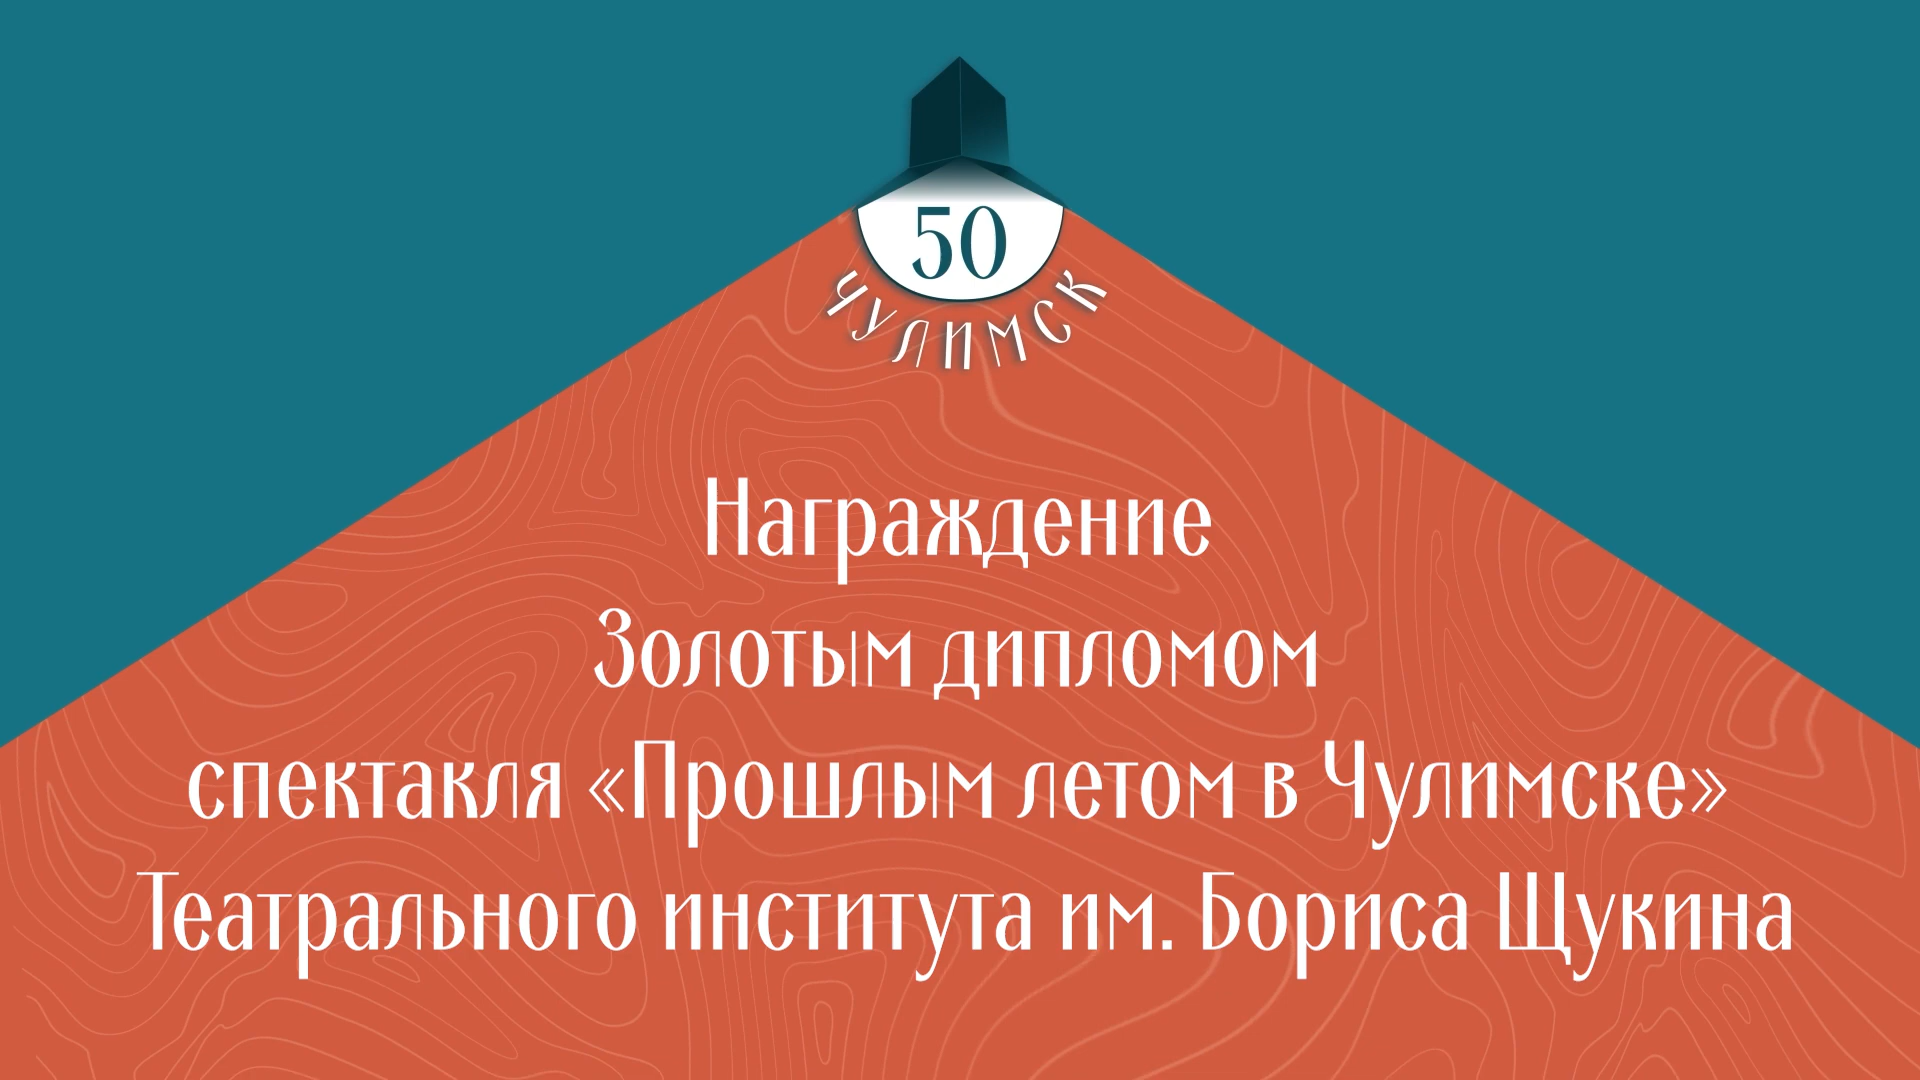 50
ЧУЛИМСК
Награждение
Золотым дипломом
спектакля «Прошлым летом в Чулимске»
Театрального института им. Бориса Щукина